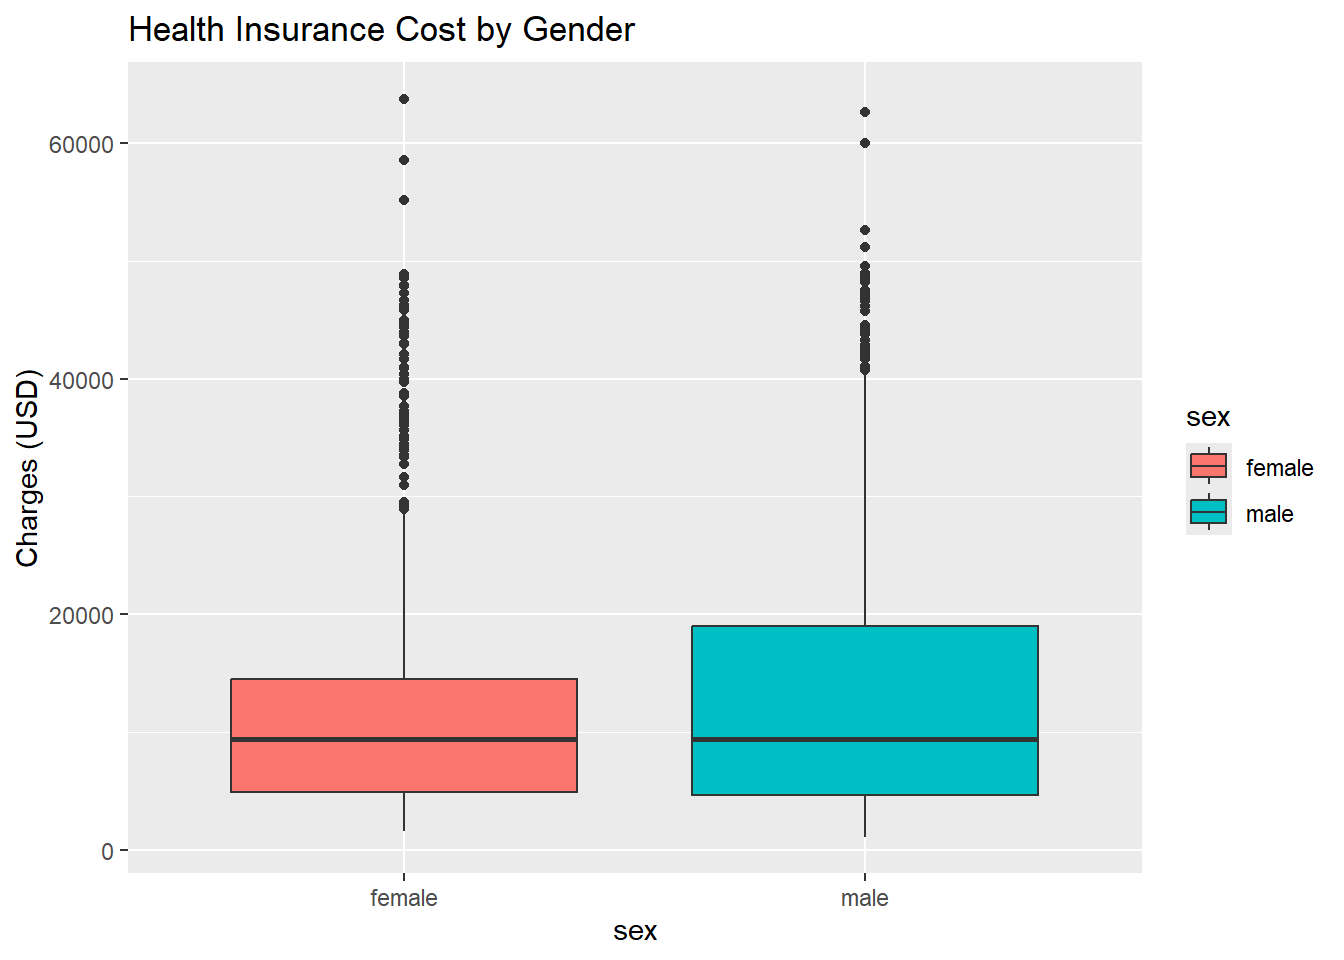 Health Insurance Cost by Gender
60000
40000
20000
0
Charges (USD)
female
male
sex
sex
female
male